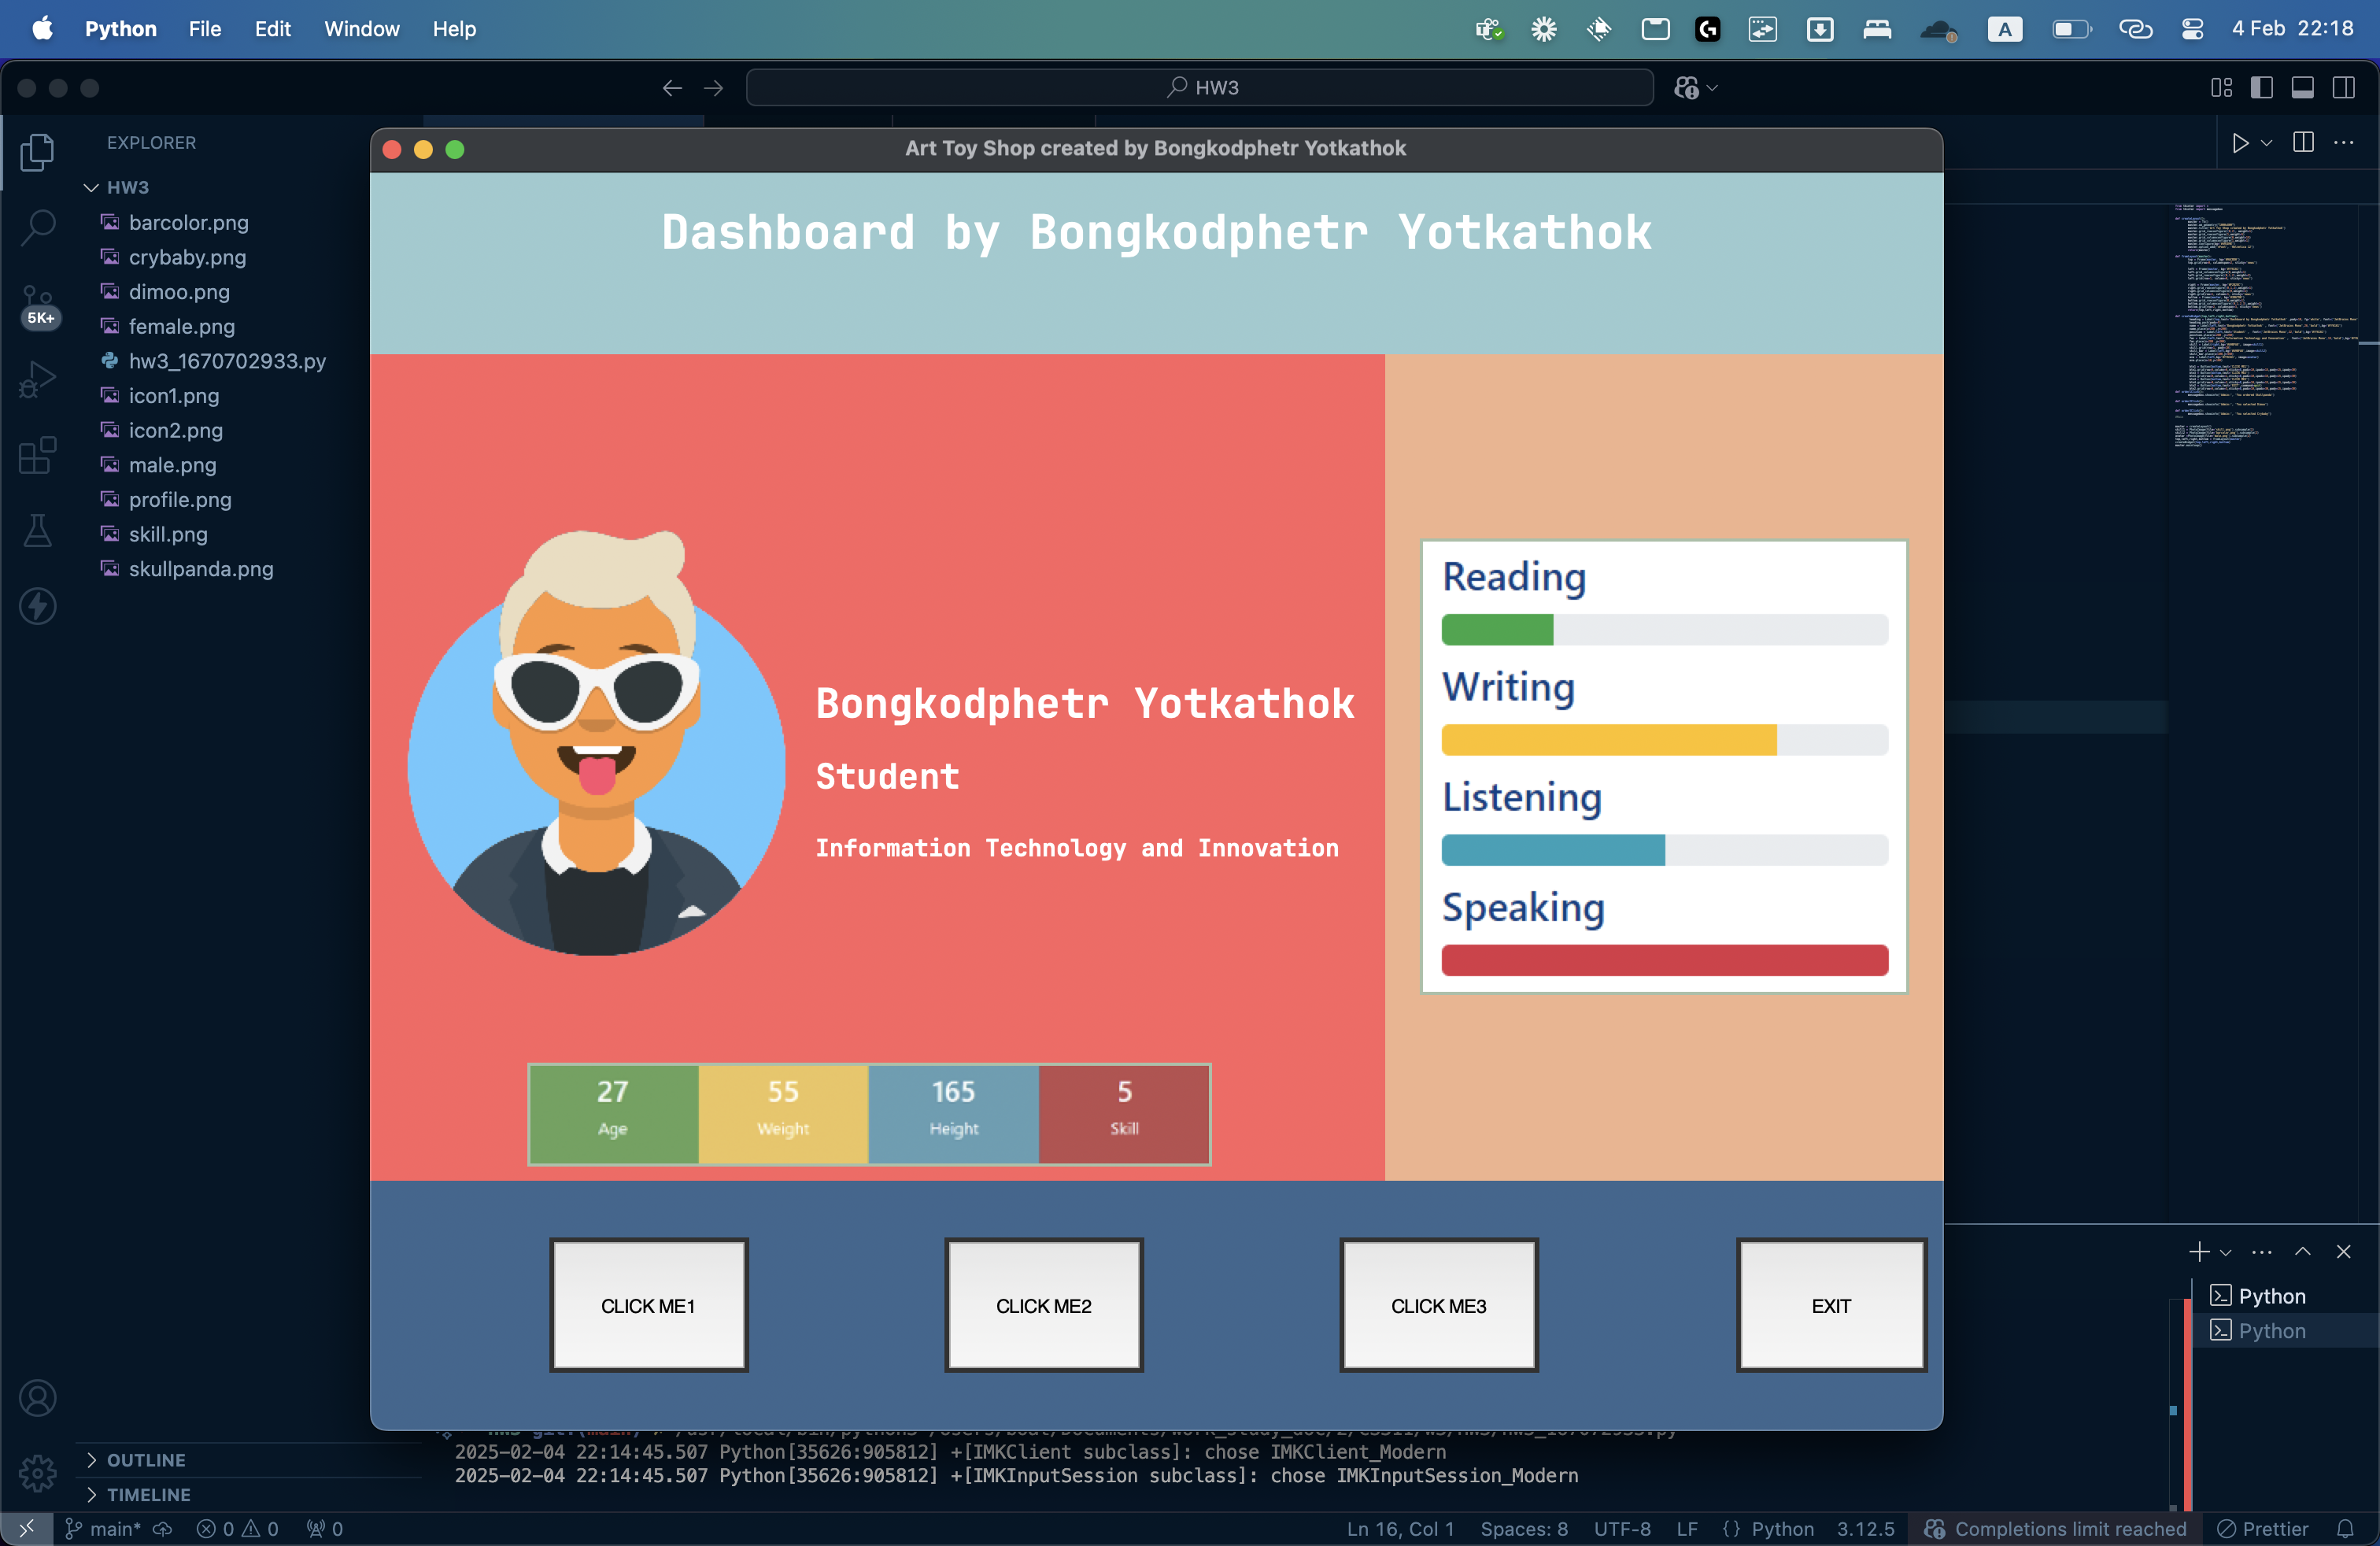 Python File Edit Window Help
A
4 Feb 22:18
HW3
EXPLORER
HW3
barcolor.png
crybaby.png
dimoo.png
female.png
hw3_1670702933.py
icon1.png
icon2.png
male.png
profile.png
skill.png
skullpanda.png
5K+
Art Toy Shop created by Bongkodphetr Yotkathok
Dashboard by Bongkodphetr Yotkathok
Bongkodphetr Yotkathok
Student
Information Technology and Innovation
Reading
Writing
Listening
Speaking
27 55 165 5
Age Weight Height Skill
CLICK ME1 CLICK ME2 CLICK ME3 EXIT
Python
Python
OUTLINE
TIMELINE
2025-02-04 22:14:45.507 Python[35626:905812] +[IMKClient subclass]: chose IMKClient_Modern
2025-02-04 22:14:45.507 Python[35626:905812] +[IMKInputSession subclass]: chose IMKInputSession_Modern
main* 0 0 0 Ln 16, Col 1 Spaces: 8 UTF-8 LF {} Python 3.12.5 Completions limit reached Prettier